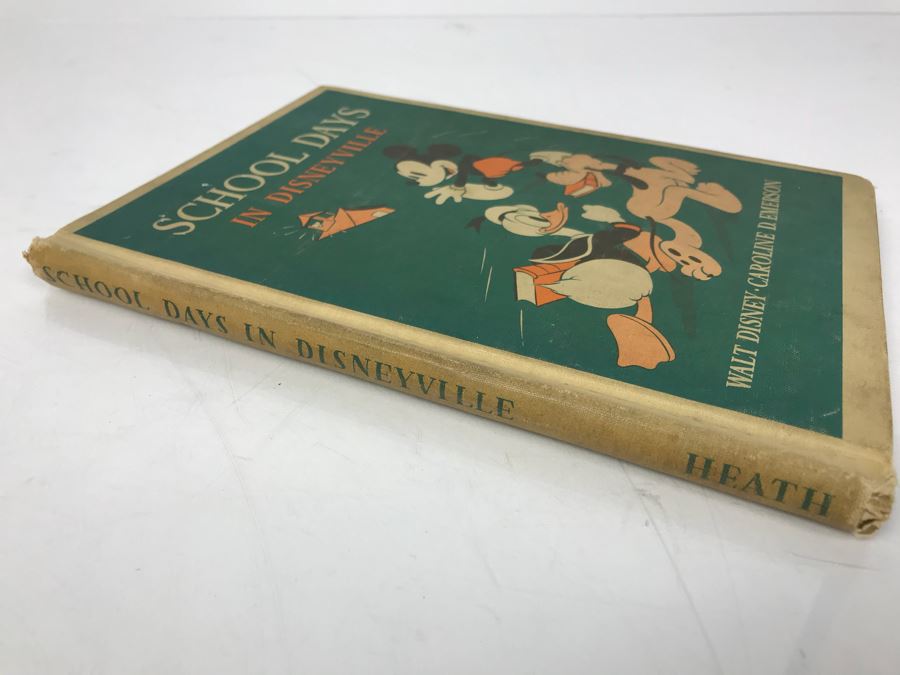 SCHOOL DAYS
IN DISNEYVILLE
WALT DISNEY · CAROLINE D. EMERSON
SCHOOL DAYS IN DISNEYVILLE
HEATH